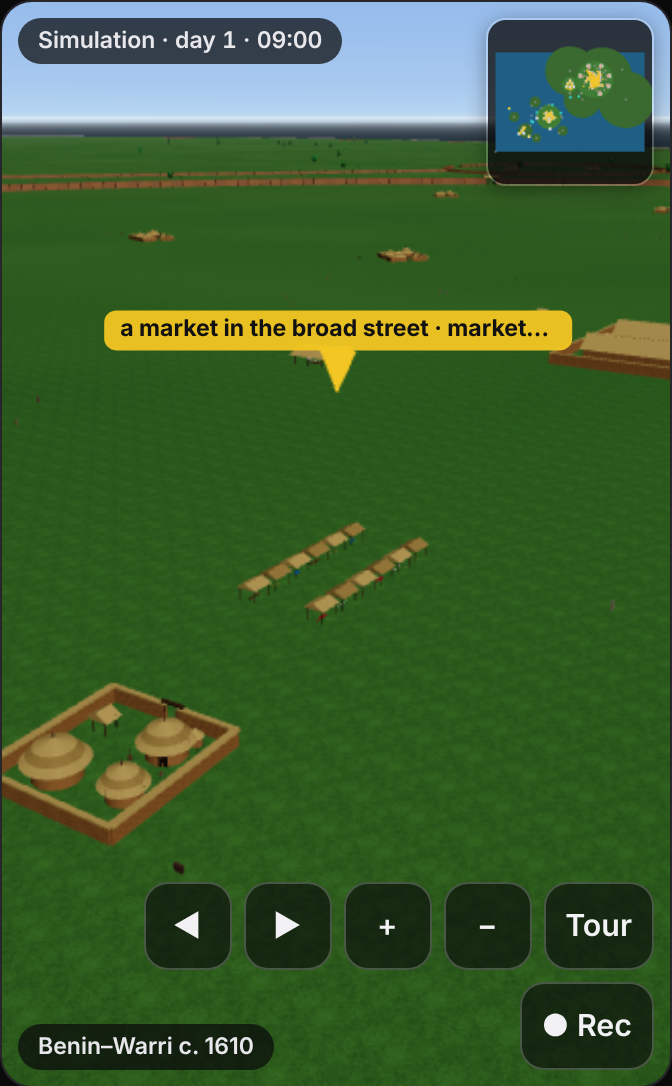 Simulation · day 1 · 09:00
a market in the broad street · market…
◀ ▶ + − Tour
Rec
Benin–Warri c. 1610